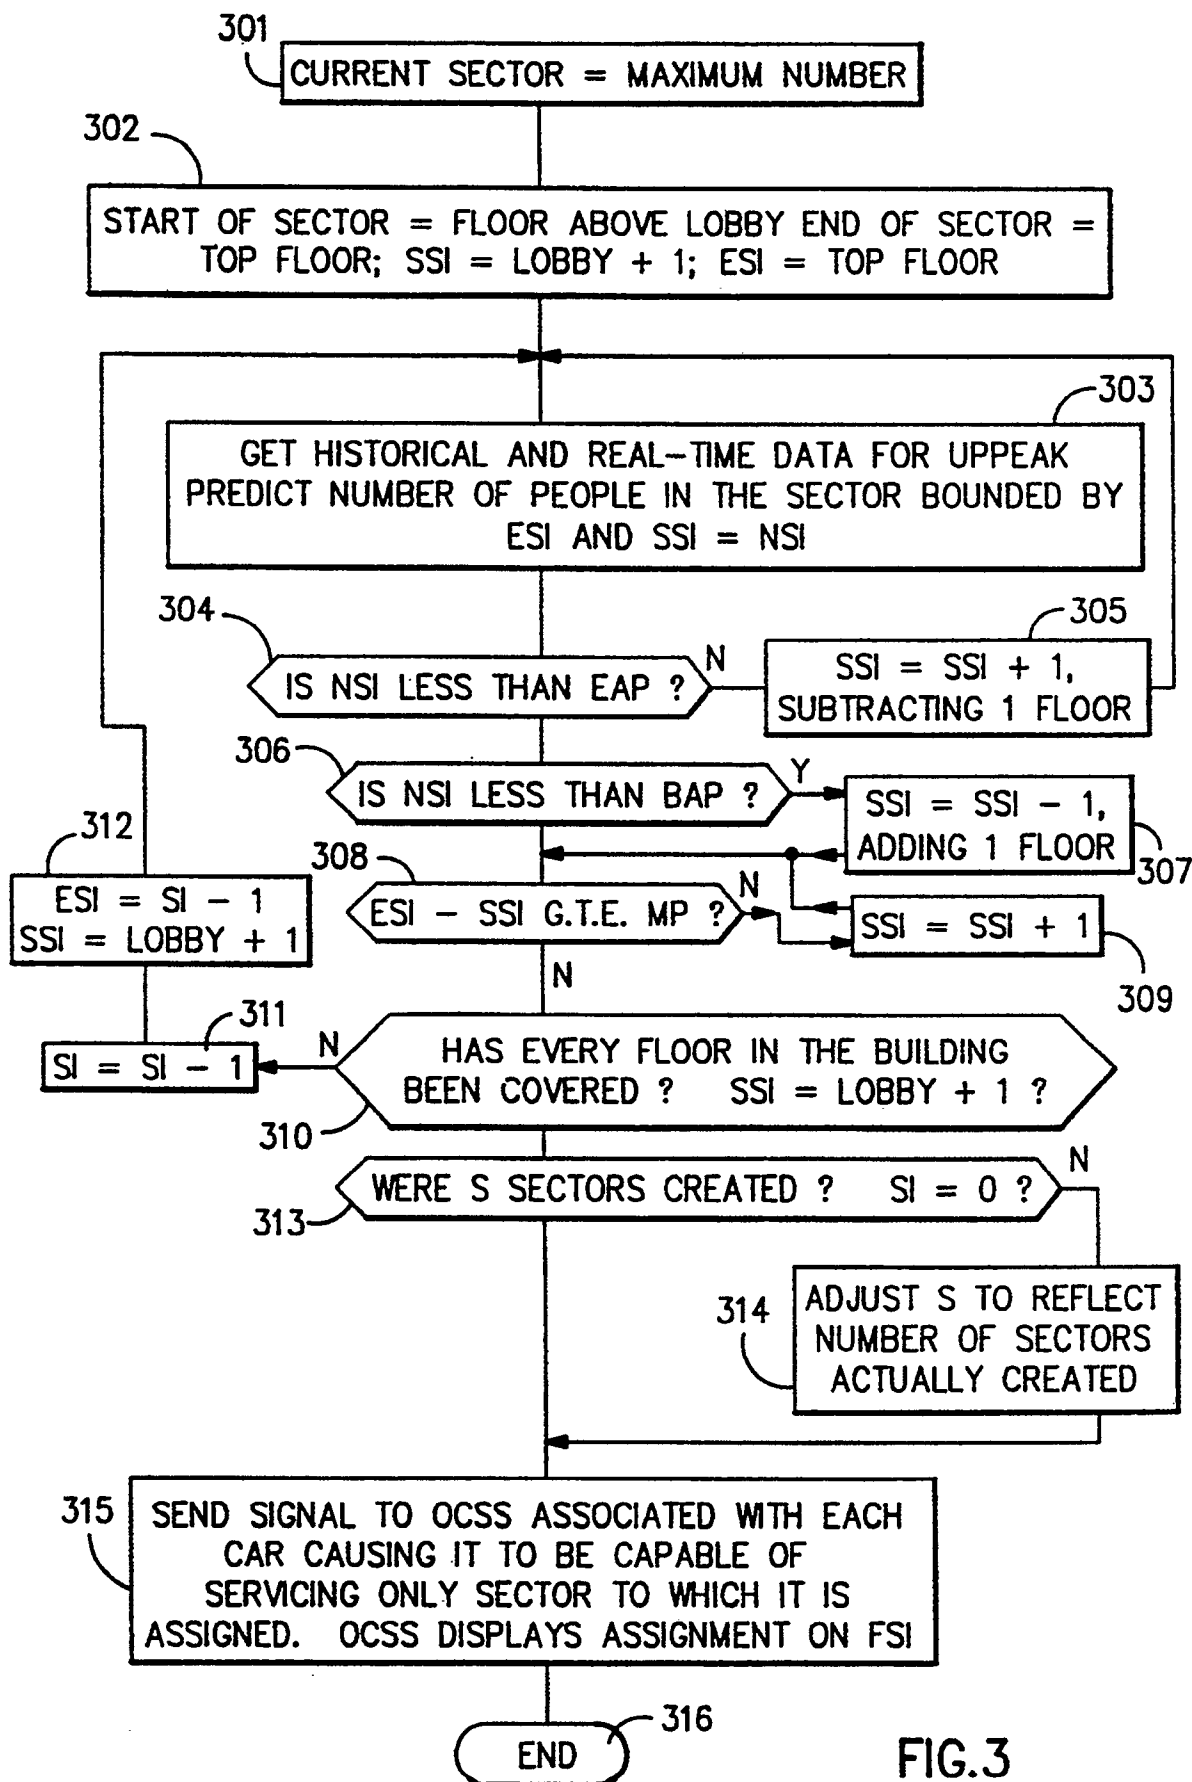 301
CURRENT SECTOR = MAXIMUM NUMBER
302
START OF SECTOR = FLOOR ABOVE LOBBY END OF SECTOR =
TOP FLOOR; SSI = LOBBY + 1; ESI = TOP FLOOR
303
GET HISTORICAL AND REAL-TIME DATA FOR UPPEAK
PREDICT NUMBER OF PEOPLE IN THE SECTOR BOUNDED BY
ESI AND SSI = NSI
304
IS NSI LESS THAN EAP ?
N
305
SSI = SSI + 1,
SUBTRACTING 1 FLOOR
306
IS NSI LESS THAN BAP ?
Y
SSI = SSI - 1,
ADDING 1 FLOOR
307
312
ESI = SI - 1
SSI = LOBBY + 1
308
ESI - SSI G.T.E. MP ?
N
SSI = SSI + 1
309
N
311
SI = SI - 1
N
HAS EVERY FLOOR IN THE BUILDING
BEEN COVERED ? SSI = LOBBY + 1 ?
310
WERE S SECTORS CREATED ? SI = 0 ?
N
313
314
ADJUST S TO REFLECT
NUMBER OF SECTORS
ACTUALLY CREATED
315
SEND SIGNAL TO OCSS ASSOCIATED WITH EACH
CAR CAUSING IT TO BE CAPABLE OF
SERVICING ONLY SECTOR TO WHICH IT IS
ASSIGNED. OCSS DISPLAYS ASSIGNMENT ON FSI
316
END
FIG.3